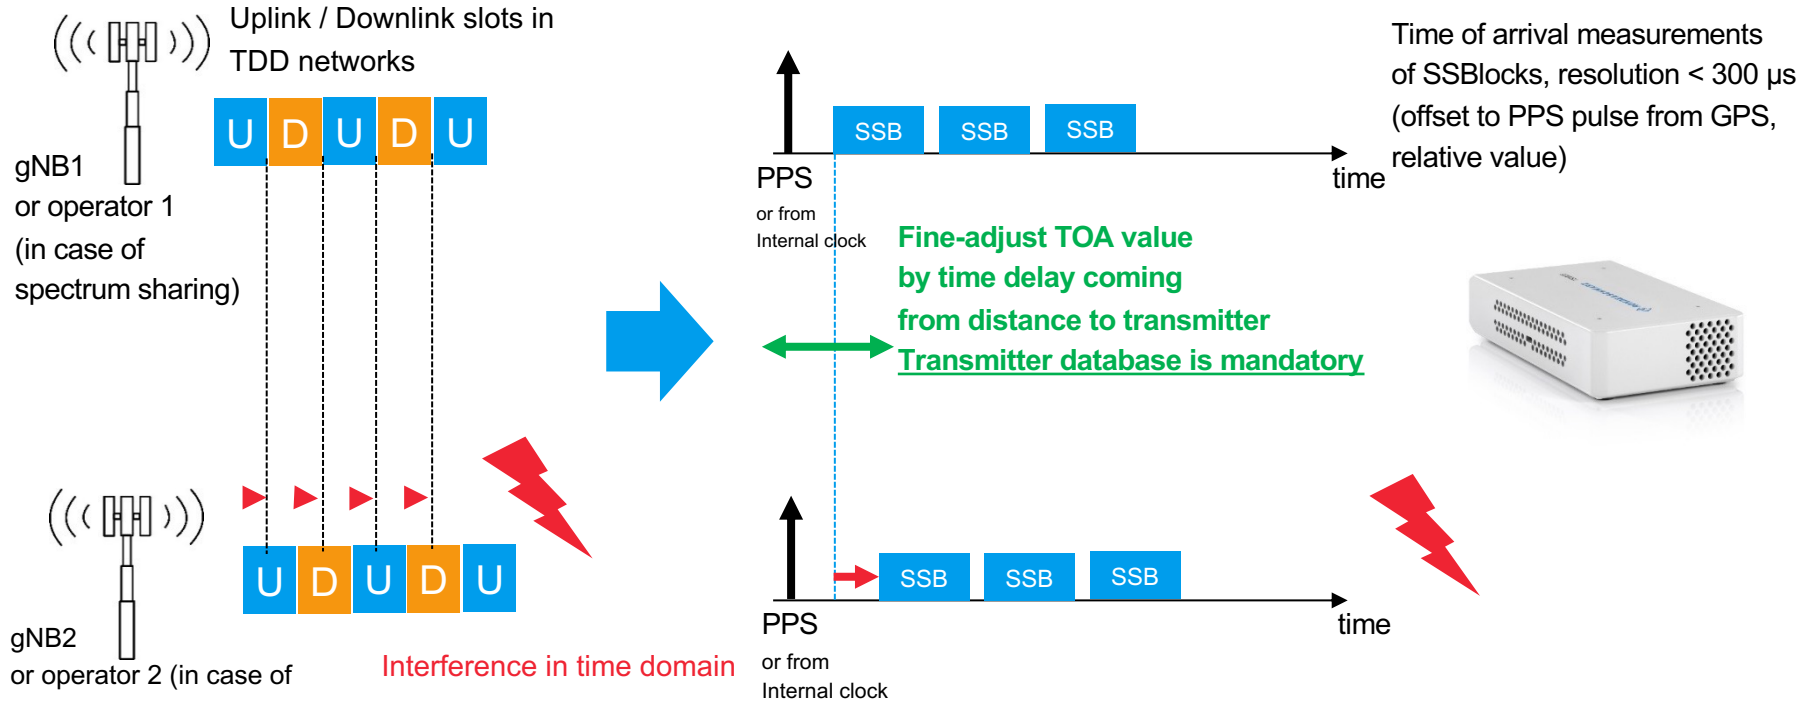 Uplink / Downlink slots in
TDD networks
U D U D U
gNB1
or operator 1
(in case of
spectrum sharing)
gNB2
or operator 2 (in case of
U D U D U
Interference in time domain
SSB SSB SSB
PPS
time
or from
Internal clock
Fine-adjust TOA value
by time delay coming
from distance to transmitter
Transmitter database is mandatory
SSB SSB SSB
PPS
time
or from
Internal clock
Time of arrival measurements
of SSBlocks, resolution < 300 µs
(offset to PPS pulse from GPS,
relative value)